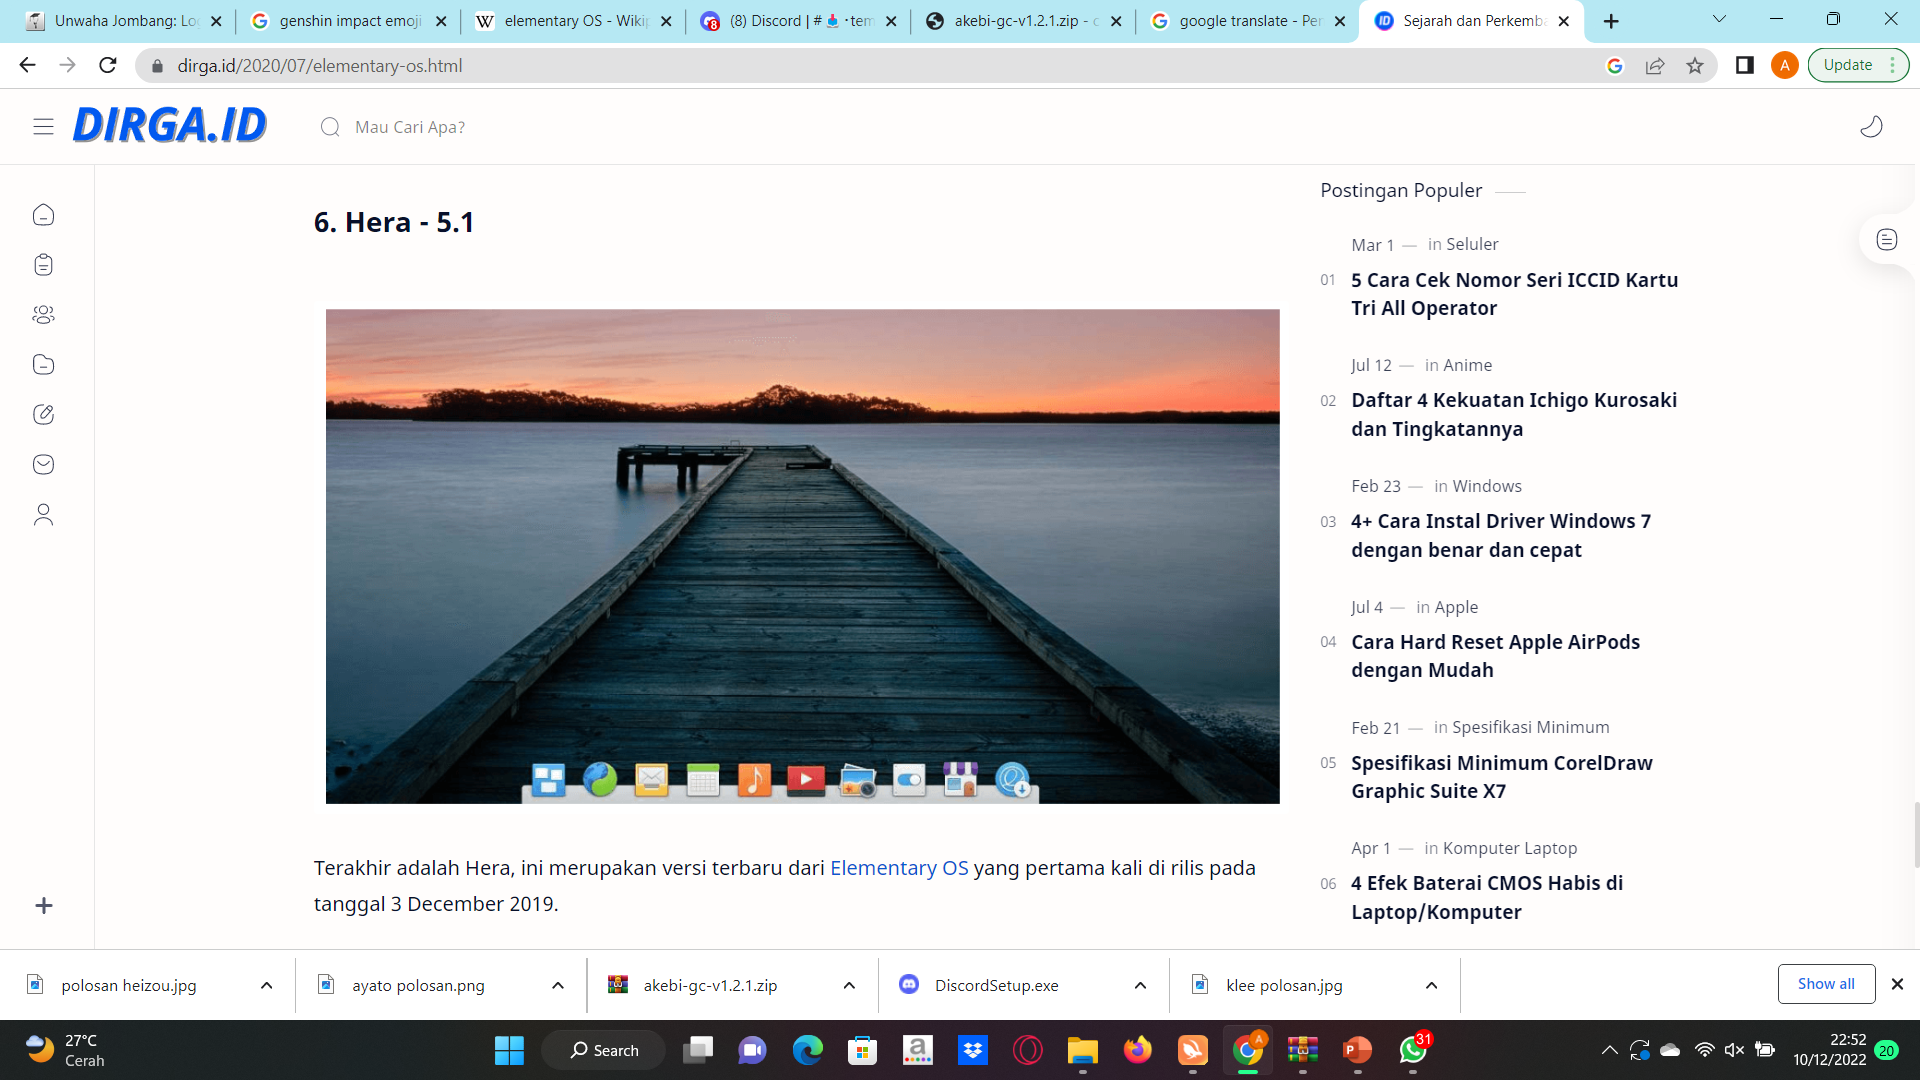 Unwaha Jombang: Lo
genshin impact emoji
elementary OS - Wikip
(8) Discord | # · tem
akebi-gc-v1.2.1.zip - c
google translate - Pen
Sejarah dan Perkemba
dirga.id/2020/07/elementary-os.html
A
Update
DIRGA.ID
Mau Cari Apa?
6. Hera - 5.1
Terakhir adalah Hera, ini merupakan versi terbaru dari Elementary OS yang pertama kali di rilis pada
tanggal 3 December 2019.
Postingan Populer
Mar 1 — in Seluler
01 5 Cara Cek Nomor Seri ICCID Kartu
Tri All Operator
Jul 12 — in Anime
02 Daftar 4 Kekuatan Ichigo Kurosaki
dan Tingkatannya
Feb 23 — in Windows
03 4+ Cara Instal Driver Windows 7
dengan benar dan cepat
Jul 4 — in Apple
04 Cara Hard Reset Apple AirPods
dengan Mudah
Feb 21 — in Spesifikasi Minimum
05 Spesifikasi Minimum CorelDraw
Graphic Suite X7
Apr 1 — in Komputer Laptop
06 4 Efek Baterai CMOS Habis di
Laptop/Komputer
polosan heizou.jpg
ayato polosan.png
akebi-gc-v1.2.1.zip
DiscordSetup.exe
klee polosan.jpg
Show all
27°C
Cerah
Search
31
22:52
10/12/2022
20